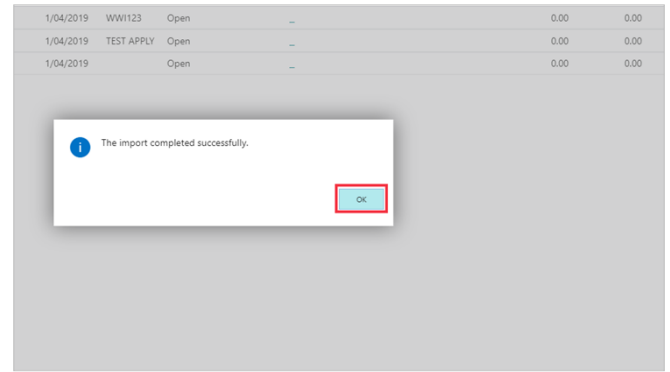 1/04/2019 WWI123 Open _ 0.00 0.00
1/04/2019 TEST APPLY Open _ 0.00 0.00
1/04/2019 Open _ 0.00 0.00
i The import completed successfully.
OK